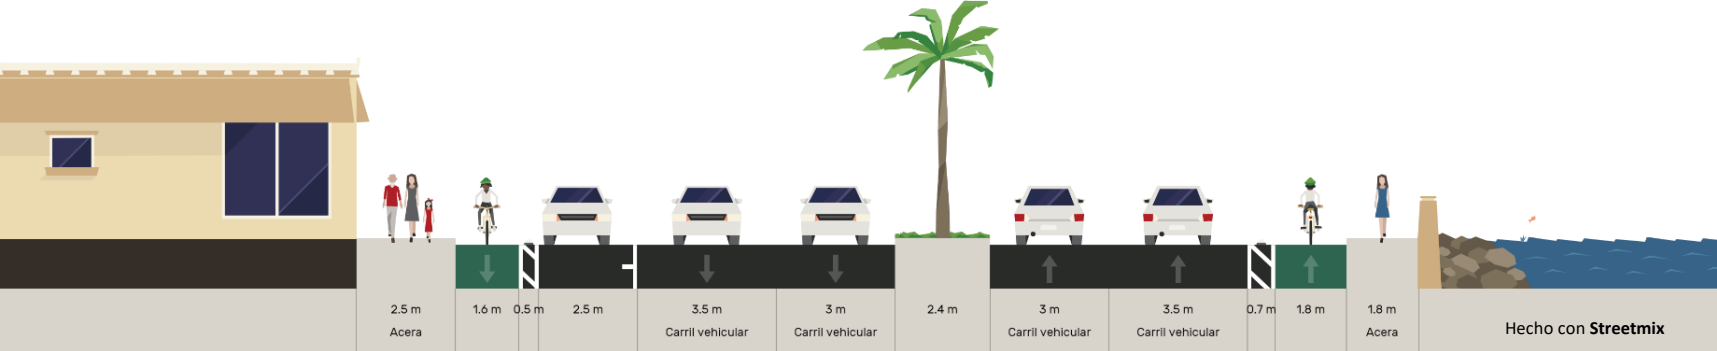 2.5 m
Acera
1.6 m
0.5 m
2.5 m
3.5 m
Carril vehicular
3 m
Carril vehicular
2.4 m
3 m
Carril vehicular
3.5 m
Carril vehicular
0.7 m
1.8 m
1.8 m
Acera
Hecho con Streetmix